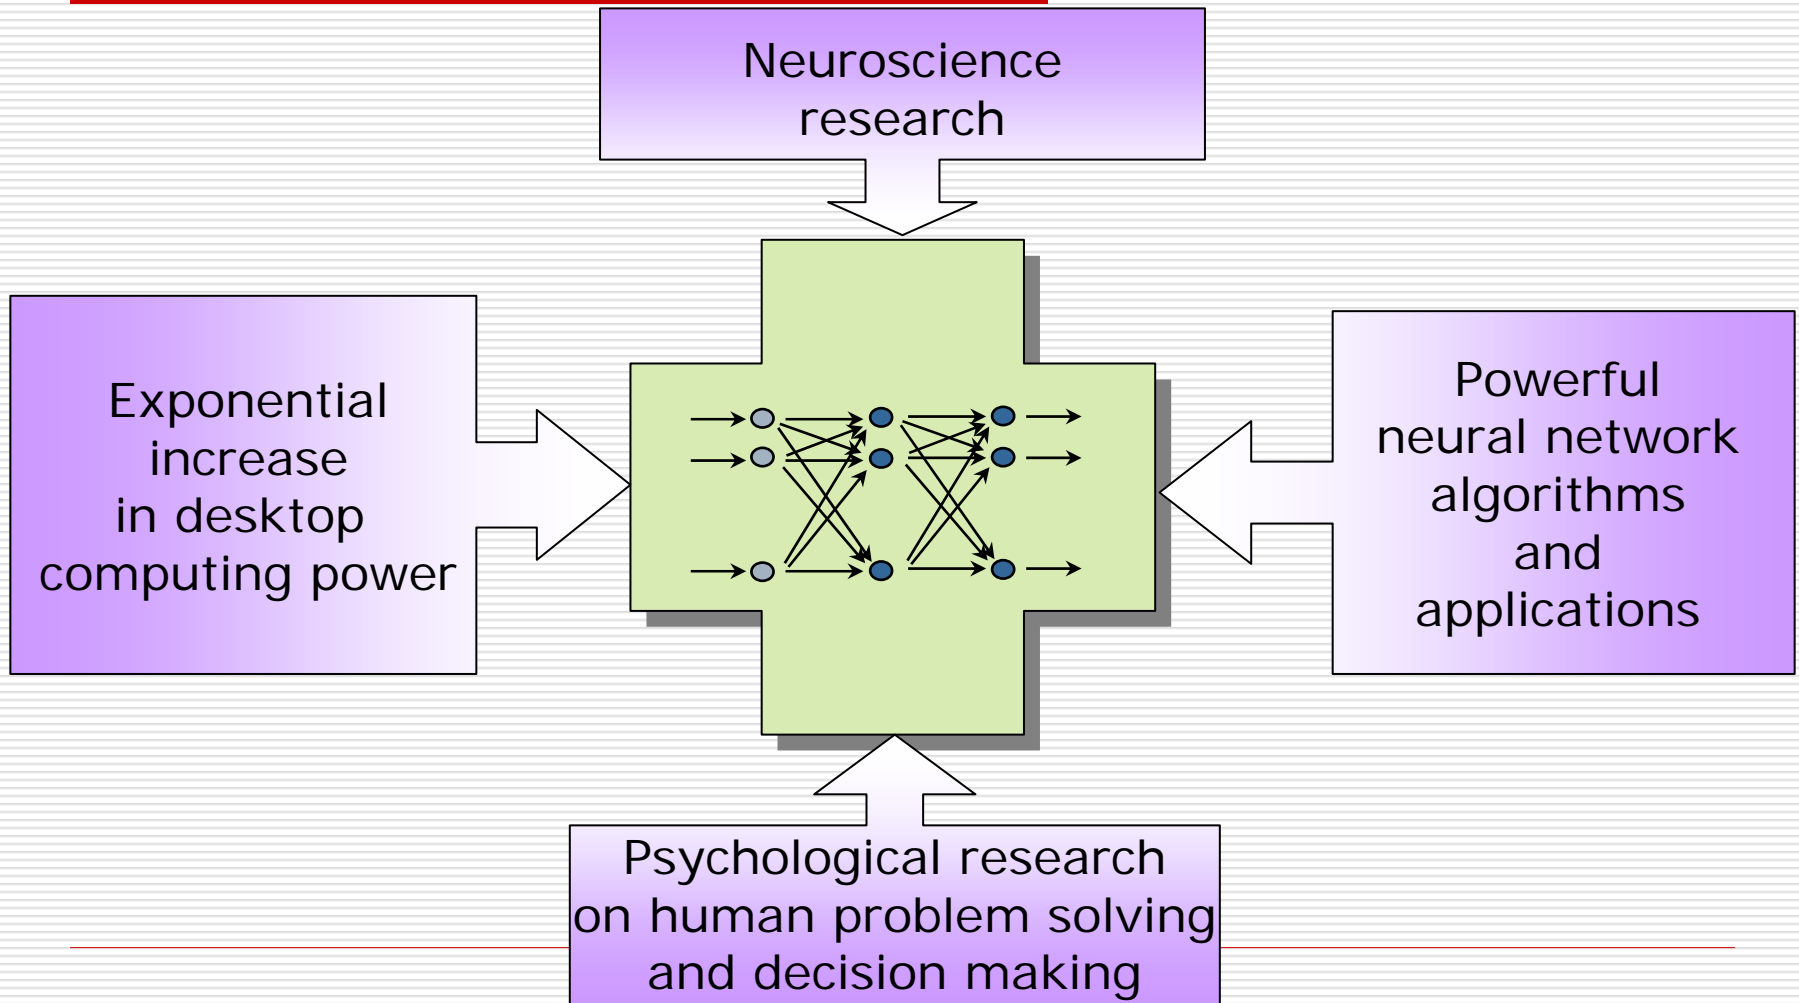 Neuroscience
research
Exponential
increase
in desktop
computing power
Powerful
neural network
algorithms
and
applications
Psychological research
on human problem solving
and decision making